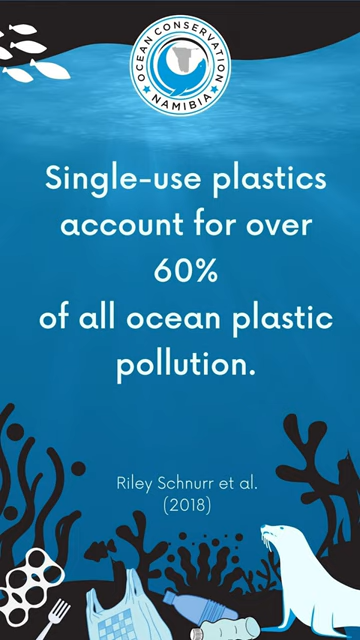 OCEAN CONSERVATION
NAMIBIA
Single-use plastics
account for over
60%
of all ocean plastic
pollution.
Riley Schnurr et al.
(2018)